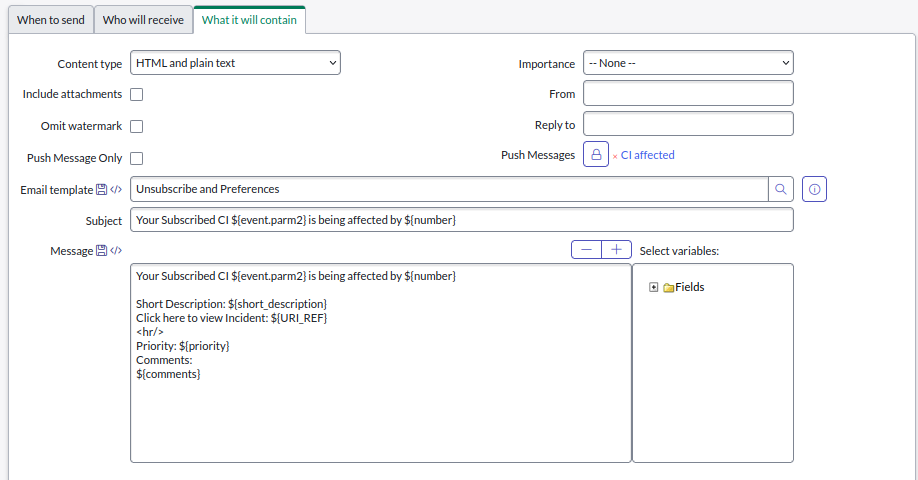 When to send
Who will receive
What it will contain
Content type
HTML and plain text
Importance
-- None --
Include attachments
From
Omit watermark
Reply to
Push Message Only
Push Messages
× CI affected
Email template </>
Unsubscribe and Preferences
Subject
Your Subscribed CI ${event.parm2} is being affected by ${number}
Message </>
Select variables:
Your Subscribed CI ${event.parm2} is being affected by ${number}
Short Description: ${short_description}
Click here to view Incident: ${URI_REF}
<hr/>
Priority: ${priority}
Comments:
${comments}
Fields